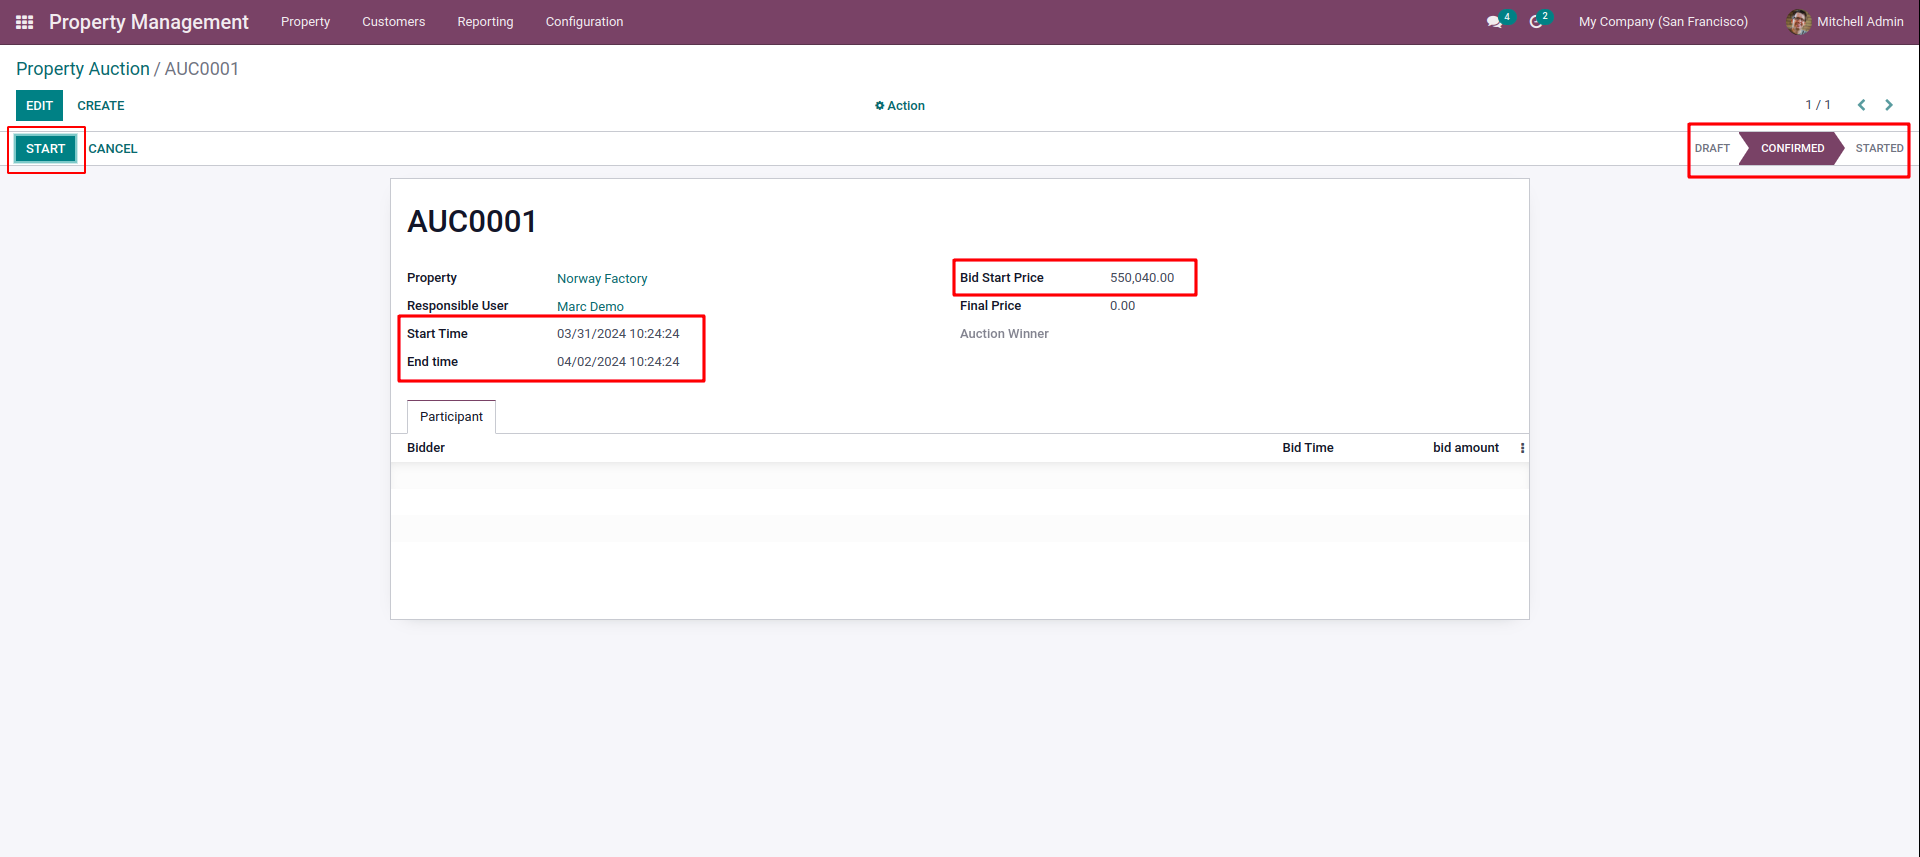 Property Management Property Customers Reporting Configuration 4 2 My Company (San Francisco) Mitchell Admin
Property Auction / AUC0001
EDIT CREATE Action 1 / 1
START CANCEL DRAFT CONFIRMED STARTED
AUC0001
Property Norway Factory Bid Start Price 550,040.00
Responsible User Marc Demo Final Price 0.00
Start Time 03/31/2024 10:24:24 Auction Winner
End time 04/02/2024 10:24:24
Participant
Bidder Bid Time bid amount